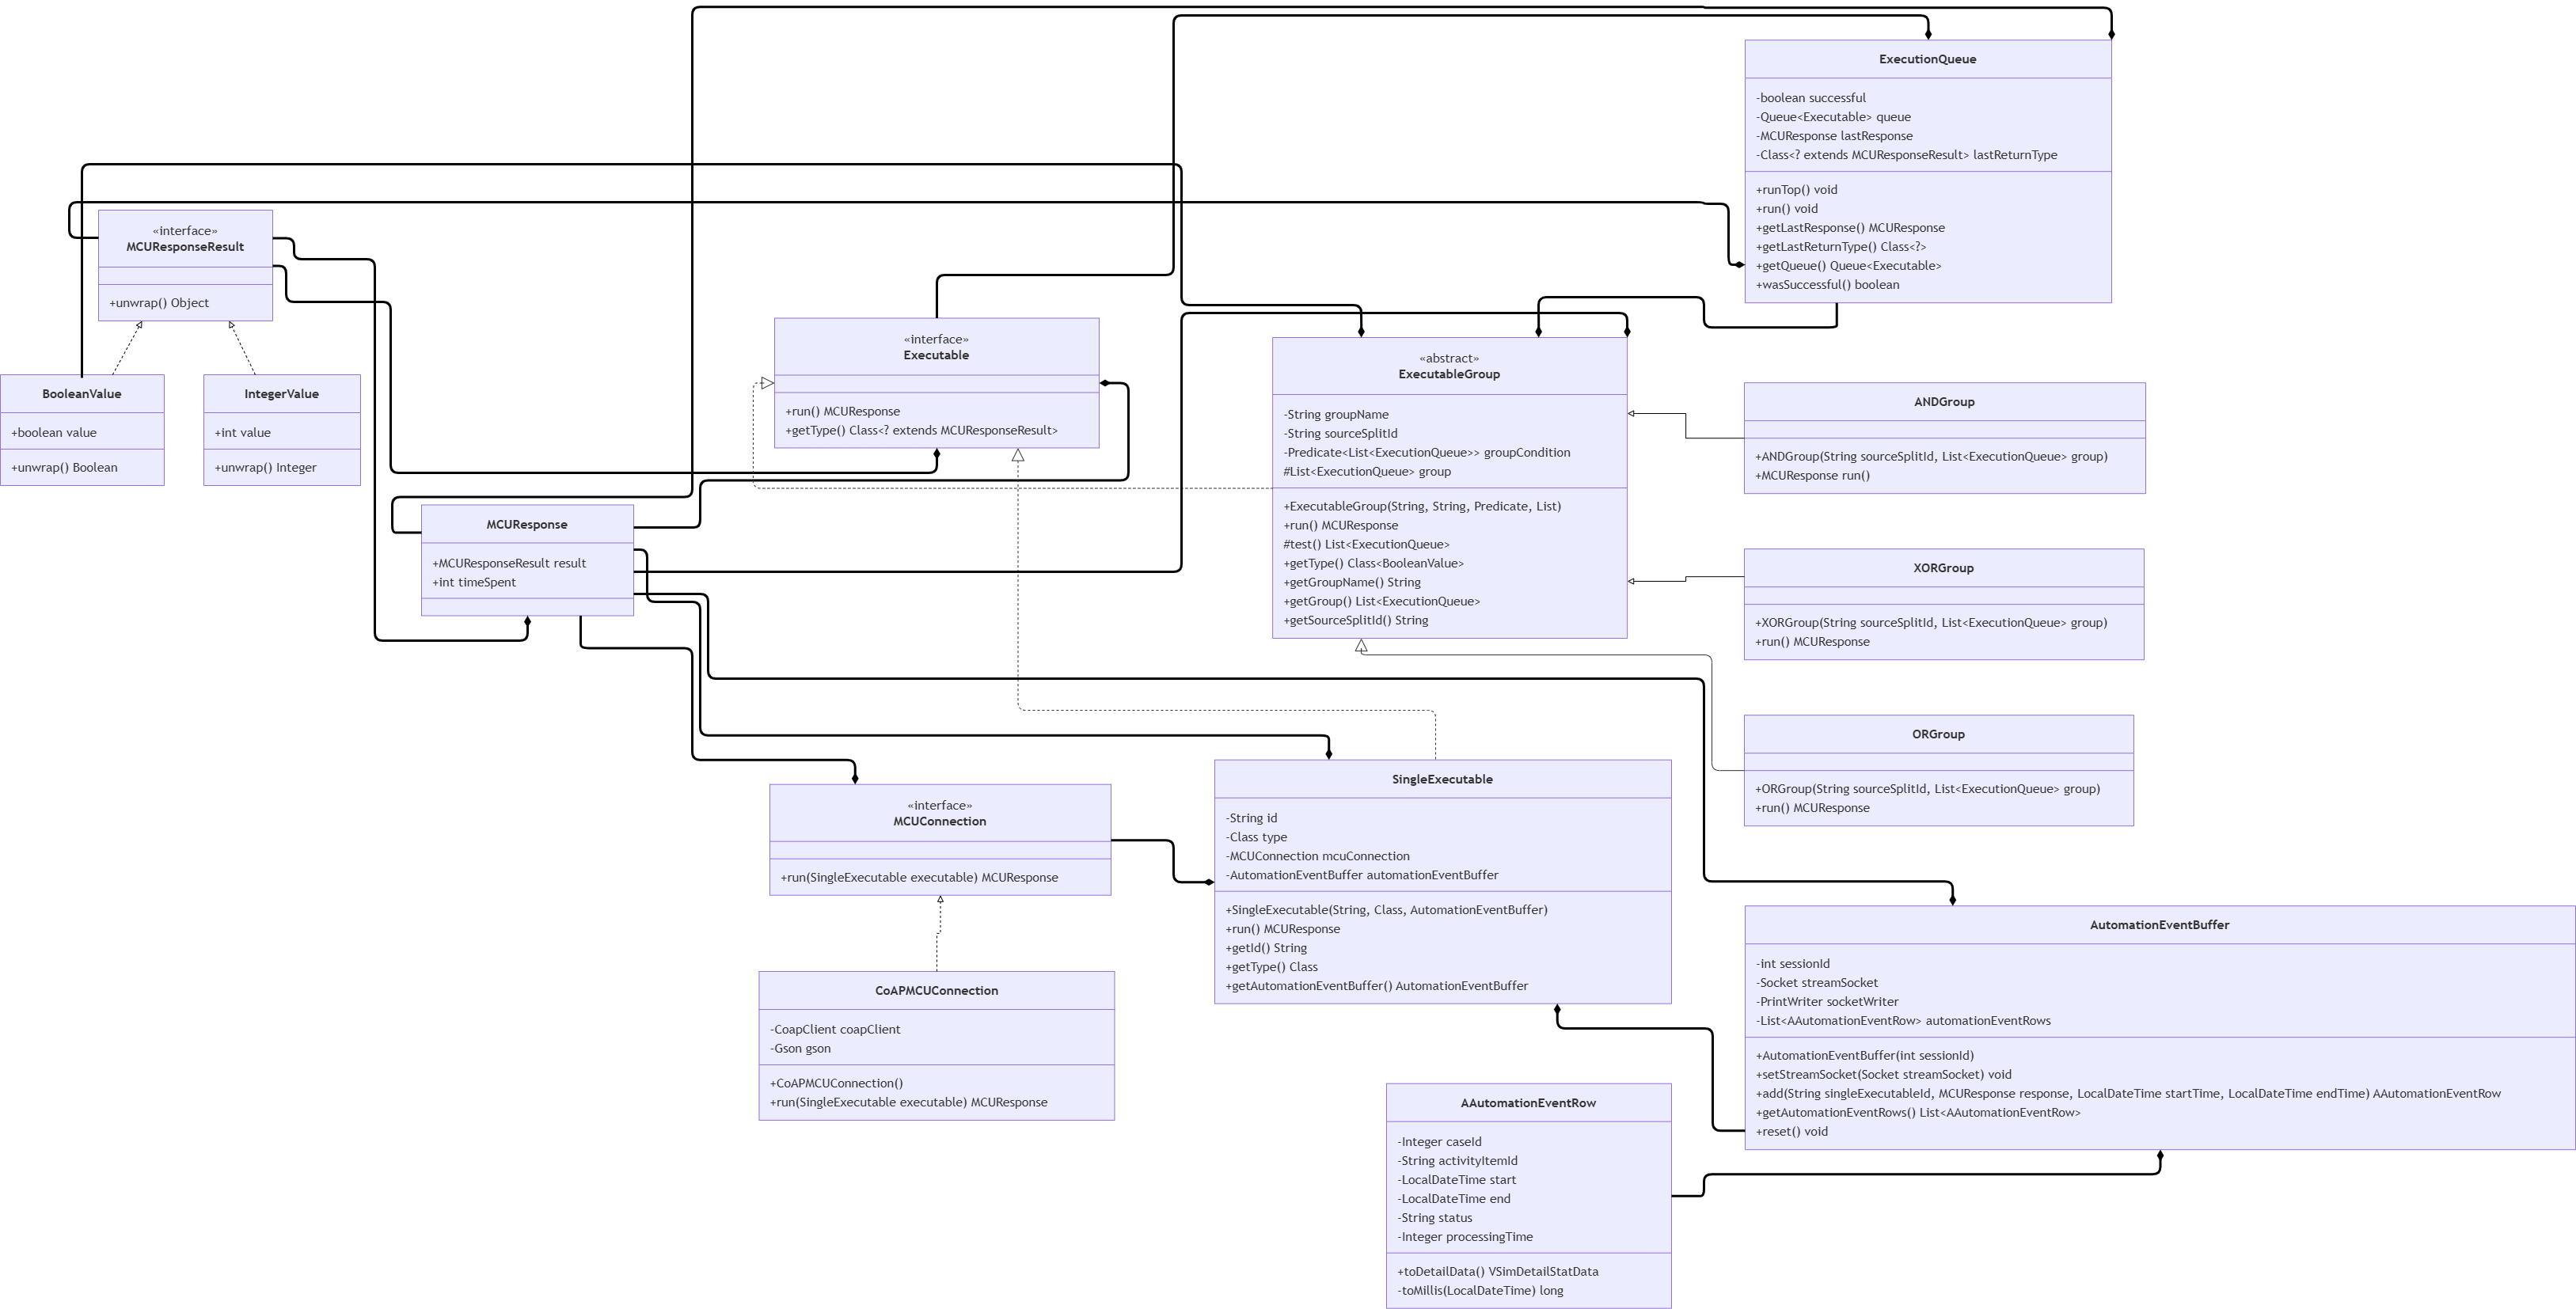 ExecutionQueue
-boolean successful
-Queue<Executable> queue
-MCUResponse lastResponse
-Class<? extends MCUResponseResult> lastReturnType
+runTop() void
+run() void
+getLastResponse() MCUResponse
+getLastReturnType() Class<?>
+getQueue() Queue<Executable>
+wasSuccessful() boolean
«interface»
MCUResponseResult
+unwrap() Object
BooleanValue
+boolean value
+unwrap() Boolean
IntegerValue
+int value
+unwrap() Integer
«interface»
Executable
+run() MCUResponse
+getType() Class<? extends MCUResponseResult>
«abstract»
ExecutableGroup
-String groupName
-String sourceSplitId
-Predicate<List<ExecutionQueue>> groupCondition
#List<ExecutionQueue> group
+ExecutableGroup(String, String, Predicate, List)
+run() MCUResponse
#test() List<ExecutionQueue>
+getType() Class<BooleanValue>
+getGroupName() String
+getGroup() List<ExecutionQueue>
+getSourceSplitId() String
ANDGroup
+ANDGroup(String sourceSplitId, List<ExecutionQueue> group)
+MCUResponse run()
MCUResponse
+MCUResponseResult result
+int timeSpent
XORGroup
+XORGroup(String sourceSplitId, List<ExecutionQueue> group)
+run() MCUResponse
ORGroup
+ORGroup(String sourceSplitId, List<ExecutionQueue> group)
+run() MCUResponse
«interface»
MCUConnection
+run(SingleExecutable executable) MCUResponse
SingleExecutable
-String id
-Class type
-MCUConnection mcuConnection
-AutomationEventBuffer automationEventBuffer
+SingleExecutable(String, Class, AutomationEventBuffer)
+run() MCUResponse
+getId() String
+getType() Class
+getAutomationEventBuffer() AutomationEventBuffer
AutomationEventBuffer
-int sessionId
-Socket streamSocket
-PrintWriter socketWriter
-List<AAutomationEventRow> automationEventRows
+AutomationEventBuffer(int sessionId)
+setStreamSocket(Socket streamSocket) void
+add(String singleExecutableId, MCUResponse response, LocalDateTime startTime, LocalDateTime endTime) AAutomationEventRow
+getAutomationEventRows() List<AAutomationEventRow>
+reset() void
CoAPMCUConnection
-CoapClient coapClient
-Gson gson
+CoAPMCUConnection()
+run(SingleExecutable executable) MCUResponse
AAutomationEventRow
-Integer caseId
-String activityItemId
-LocalDateTime start
-LocalDateTime end
-String status
-Integer processingTime
+toDetailData() VSimDetailStatData
-toMillis(LocalDateTime) long